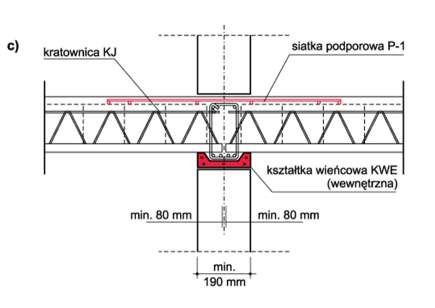 c)
kratownica KJ
siatka podporowa P-1
kształtka wieńcowa KWE
(wewnętrzna)
min. 80 mm
min. 80 mm
min.
190 mm